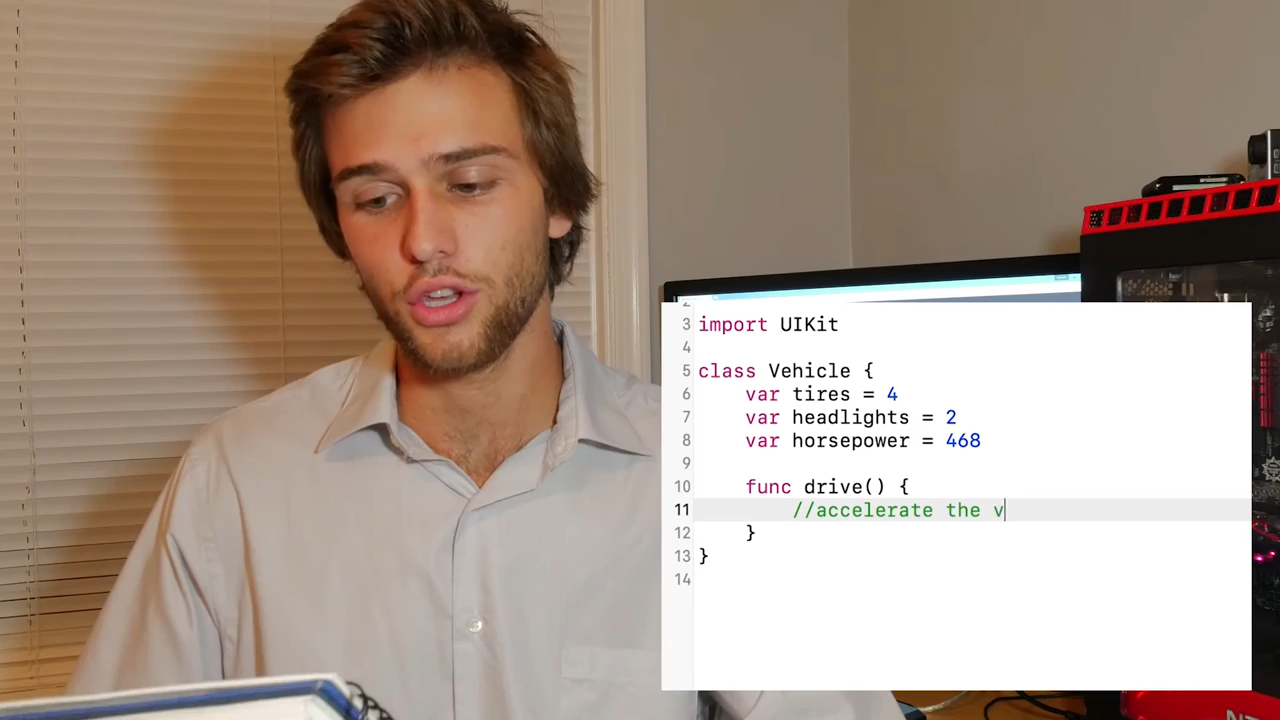 3 import UIKit
4
5 class Vehicle {
6 var tires = 4
7 var headlights = 2
8 var horsepower = 468
9
10 func drive() {
11 //accelerate the v
12 }
13 }
14